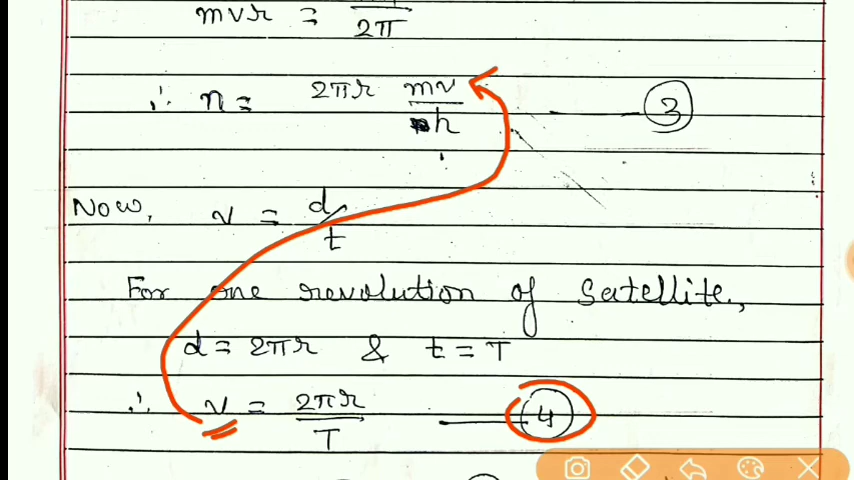 mvr = 2π
∴ n = 2πr mv/h ③
Now, v = d/t
For one revolution of Satellite,
d = 2πr & t = T
∴ v = 2πr/T ④